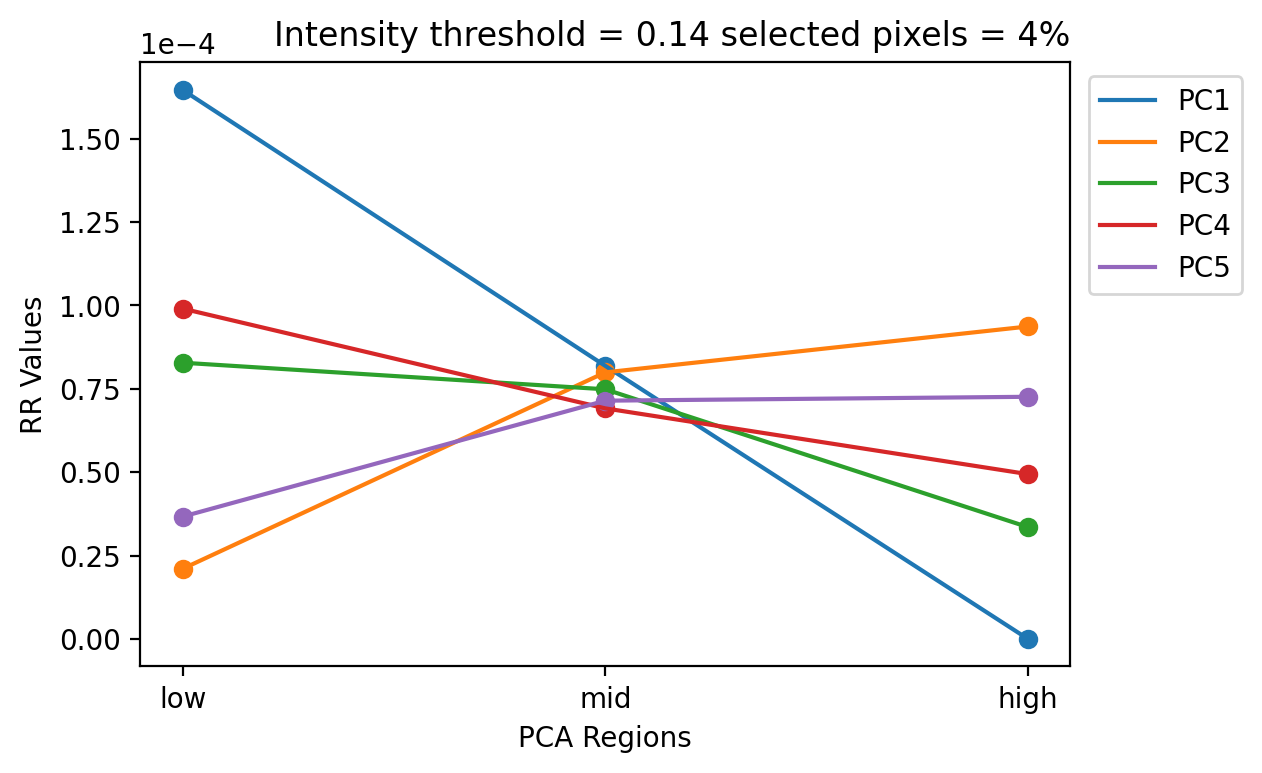 Intensity threshold = 0.14 selected pixels = 4%
1e−4
1.50
1.25
1.00
0.75
0.50
0.25
0.00
RR Values
low
mid
high
PCA Regions
PC1
PC2
PC3
PC4
PC5